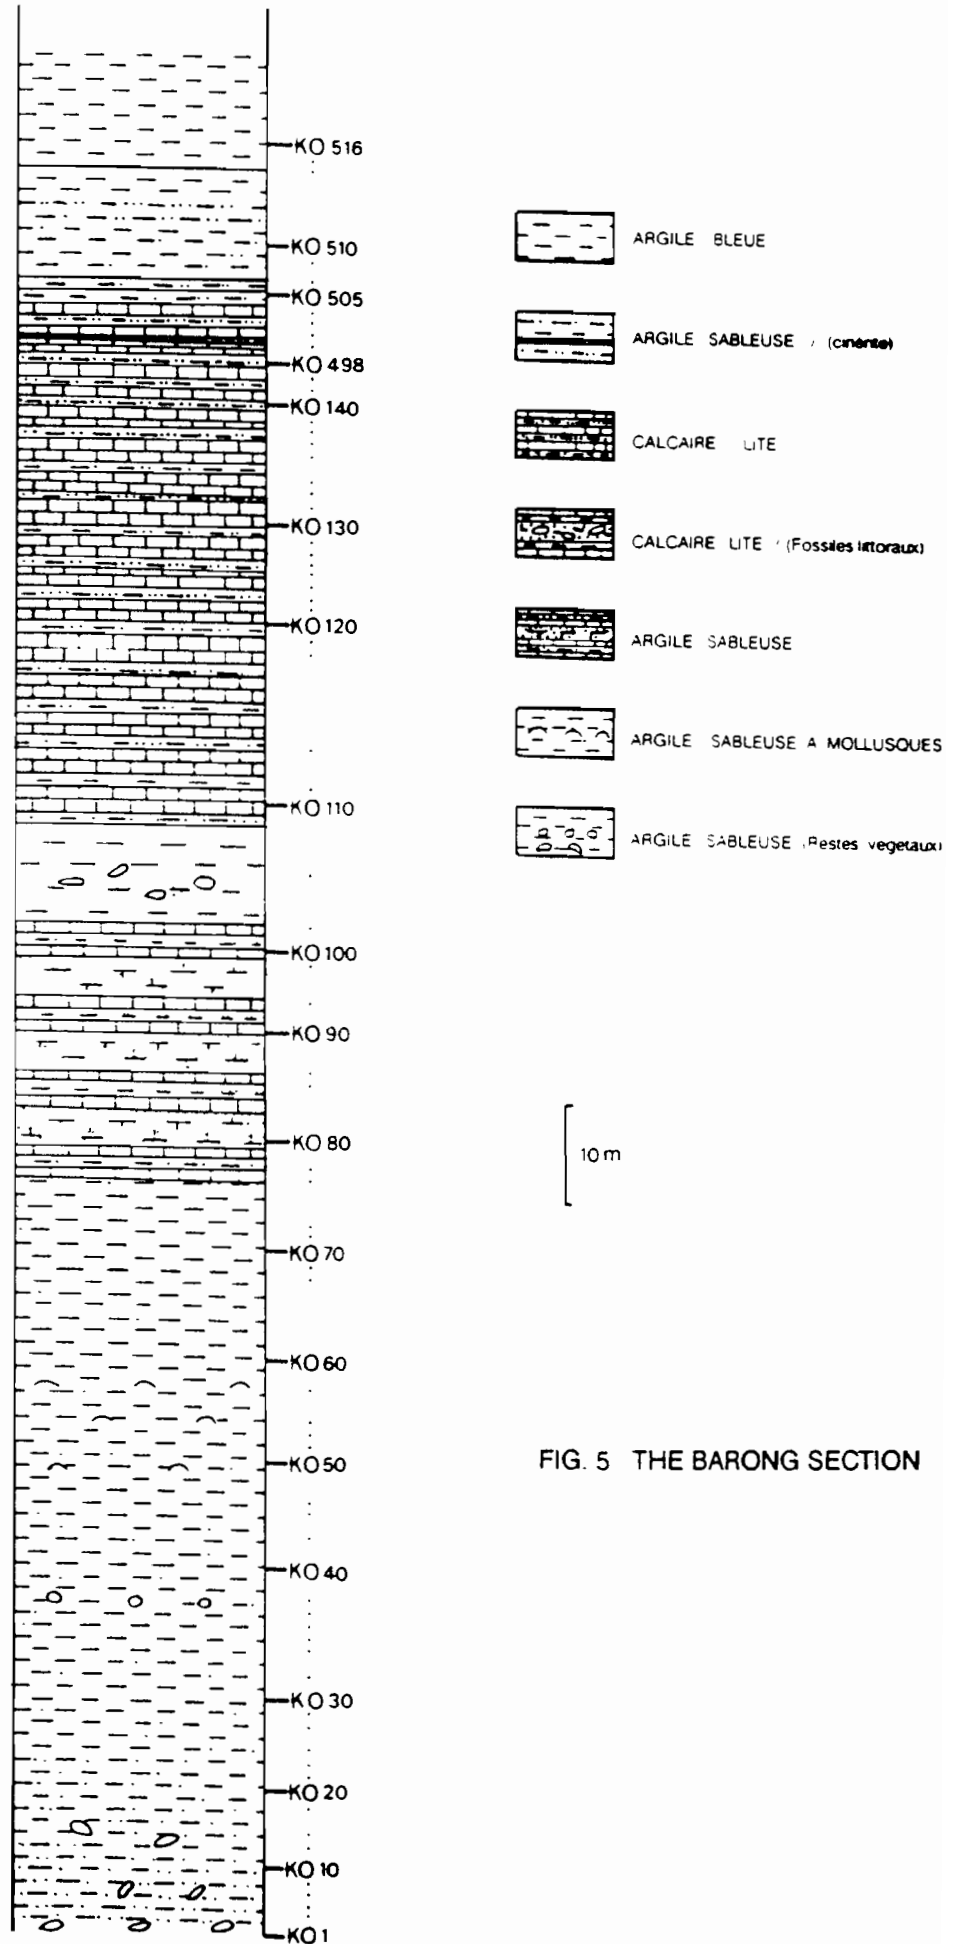 KO 516
KO 510
KO 505
KO 498
KO 140
KO 130
KO 120
KO 110
KO 100
KO 90
KO 80
KO 70
KO 60
KO 50
KO 40
KO 30
KO 20
KO 10
KO 1
ARGILE BLEUE
ARGILE SABLEUSE / (cinérite)
CALCAIRE LITE
CALCAIRE LITE / (Fossiles littoraux)
ARGILE SABLEUSE
ARGILE SABLEUSE A MOLLUSQUES
ARGILE SABLEUSE (Restes vegetaux)
10 m
FIG. 5 THE BARONG SECTION